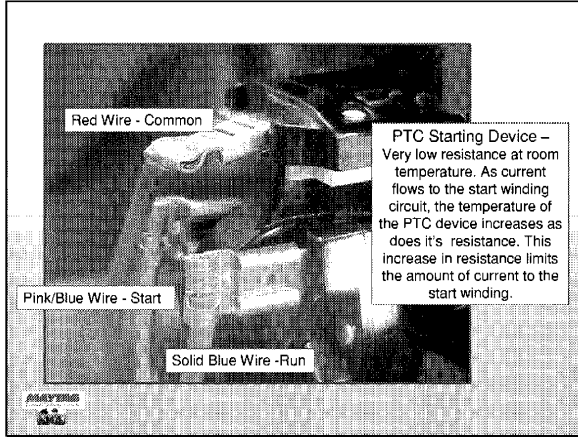 Red Wire - Common
PTC Starting Device –
Very low resistance at room
temperature. As current
flows to the start winding
circuit, the temperature of
the PTC device increases as
does it's  resistance. This
increase in resistance limits
the amount of current to the
start winding.
Pink/Blue Wire - Start
Solid Blue Wire -Run
MAYTAG